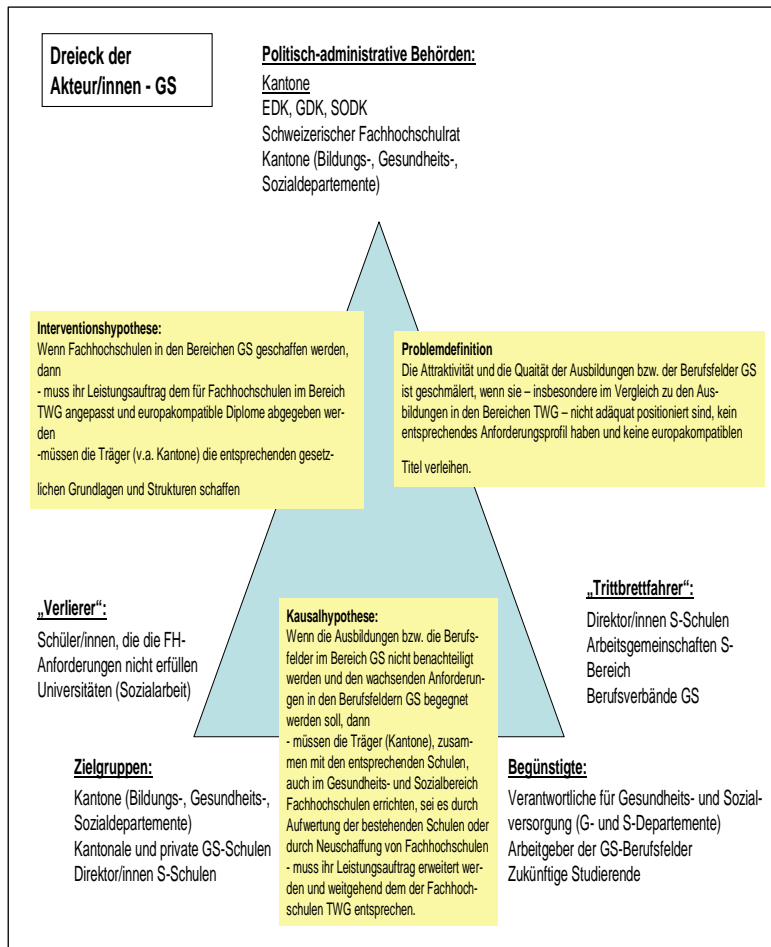 Dreieck der
Akteur/innen - GS
Politisch-administrative Behörden:
Kantone
EDK, GDK, SODK
Schweizerischer Fachhochschulrat
Kantone (Bildungs-, Gesundheits-,
Sozialdepartemente)
Interventionshypothese:
Wenn Fachhochschulen in den Bereichen GS geschaffen werden,
dann
- muss ihr Leistungsauftrag dem für Fachhochschulen im Bereich
TWG angepasst und europakompatible Diplome abgegeben wer-
den
-müssen die Träger (v.a. Kantone) die entsprechenden gesetz-
lichen Grundlagen und Strukturen schaffen
Problemdefinition
Die Attraktivität und die Quaität der Ausbildungen bzw. der Berufsfelder GS
ist geschmälert, wenn sie – insbesondere im Vergleich zu den Aus-
bildungen in den Bereichen TWG – nicht adäquat positioniert sind, kein
entsprechendes Anforderungsprofil haben und keine europakompatiblen
Titel verleihen.
„Verlierer“:
Schüler/innen, die die FH-
Anforderungen nicht erfüllen
Universitäten (Sozialarbeit)
Kausalhypothese:
Wenn die Ausbildungen bzw. die Berufs-
felder im Bereich GS nicht benachteiligt
werden und den wachsenden Anforderun-
gen in den Berufsfeldern GS begegnet
werden soll, dann
- müssen die Träger (Kantone), zusam-
men mit den entsprechenden Schulen,
auch im Gesundheits- und Sozialbereich
Fachhochschulen errichten, sei es durch
Aufwertung der bestehenden Schulen oder
durch Neuschaffung von Fachhochschulen
- muss ihr Leistungsauftrag erweitert wer-
den und weitgehend dem der Fachhoch-
schulen TWG entsprechen.
„Trittbrettfahrer“:
Direktor/innen S-Schulen
Arbeitsgemeinschaften S-
Bereich
Berufsverbände GS
Zielgruppen:
Kantone (Bildungs-, Gesundheits-,
Sozialdepartemente)
Kantonale und private GS-Schulen
Direktor/innen S-Schulen
Begünstigte:
Verantwortliche für Gesundheits- und Sozial-
versorgung (G- und S-Departemente)
Arbeitgeber der GS-Berufsfelder
Zukünftige Studierende